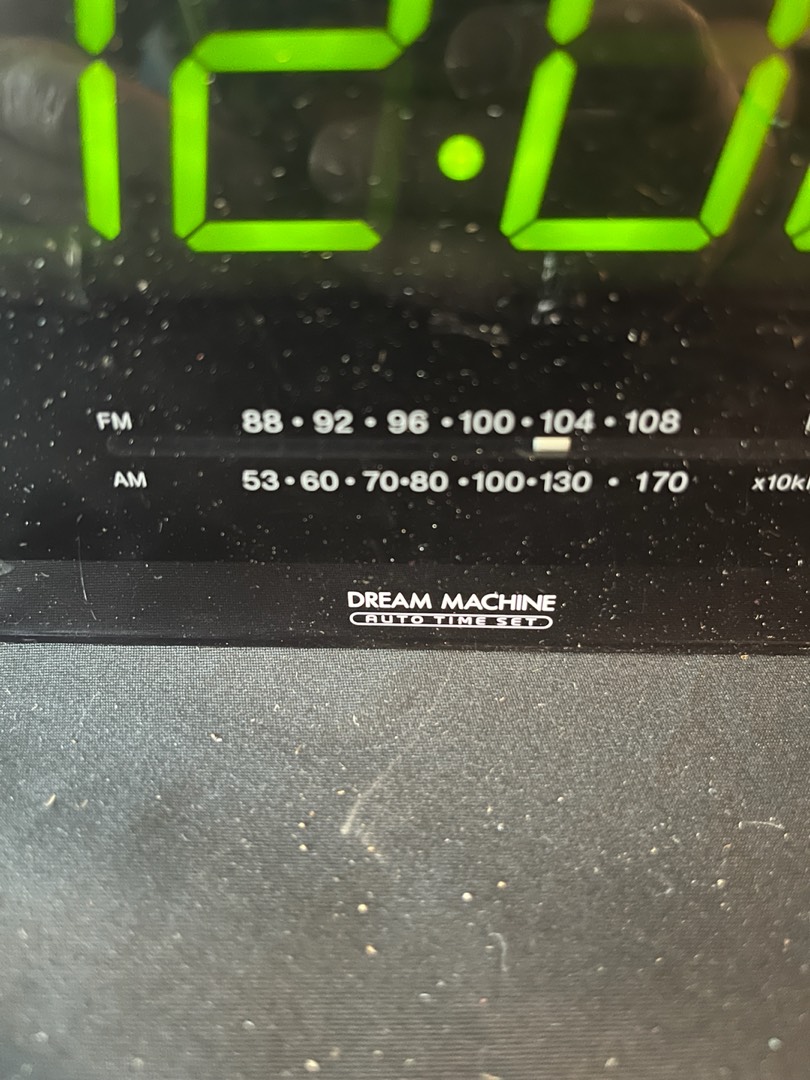 FM 88 • 92 • 96 • 100 • 104 • 108
AM 53 • 60 • 70 • 80 • 100 • 130 • 170
DREAM MACHINE
AUTO TIME SET